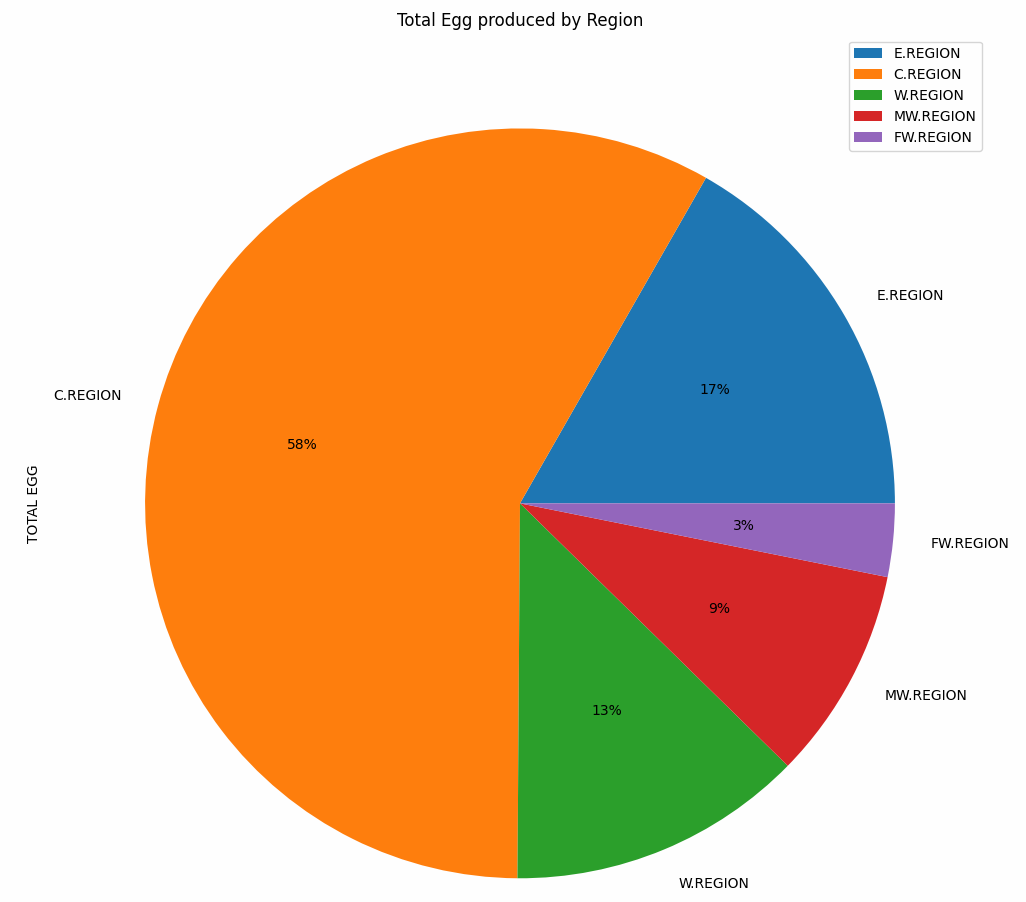 Total Egg produced by Region
E.REGION
C.REGION
W.REGION
MW.REGION
FW.REGION
E.REGION
17%
C.REGION
58%
TOTAL EGG
3%
FW.REGION
9%
MW.REGION
13%
W.REGION